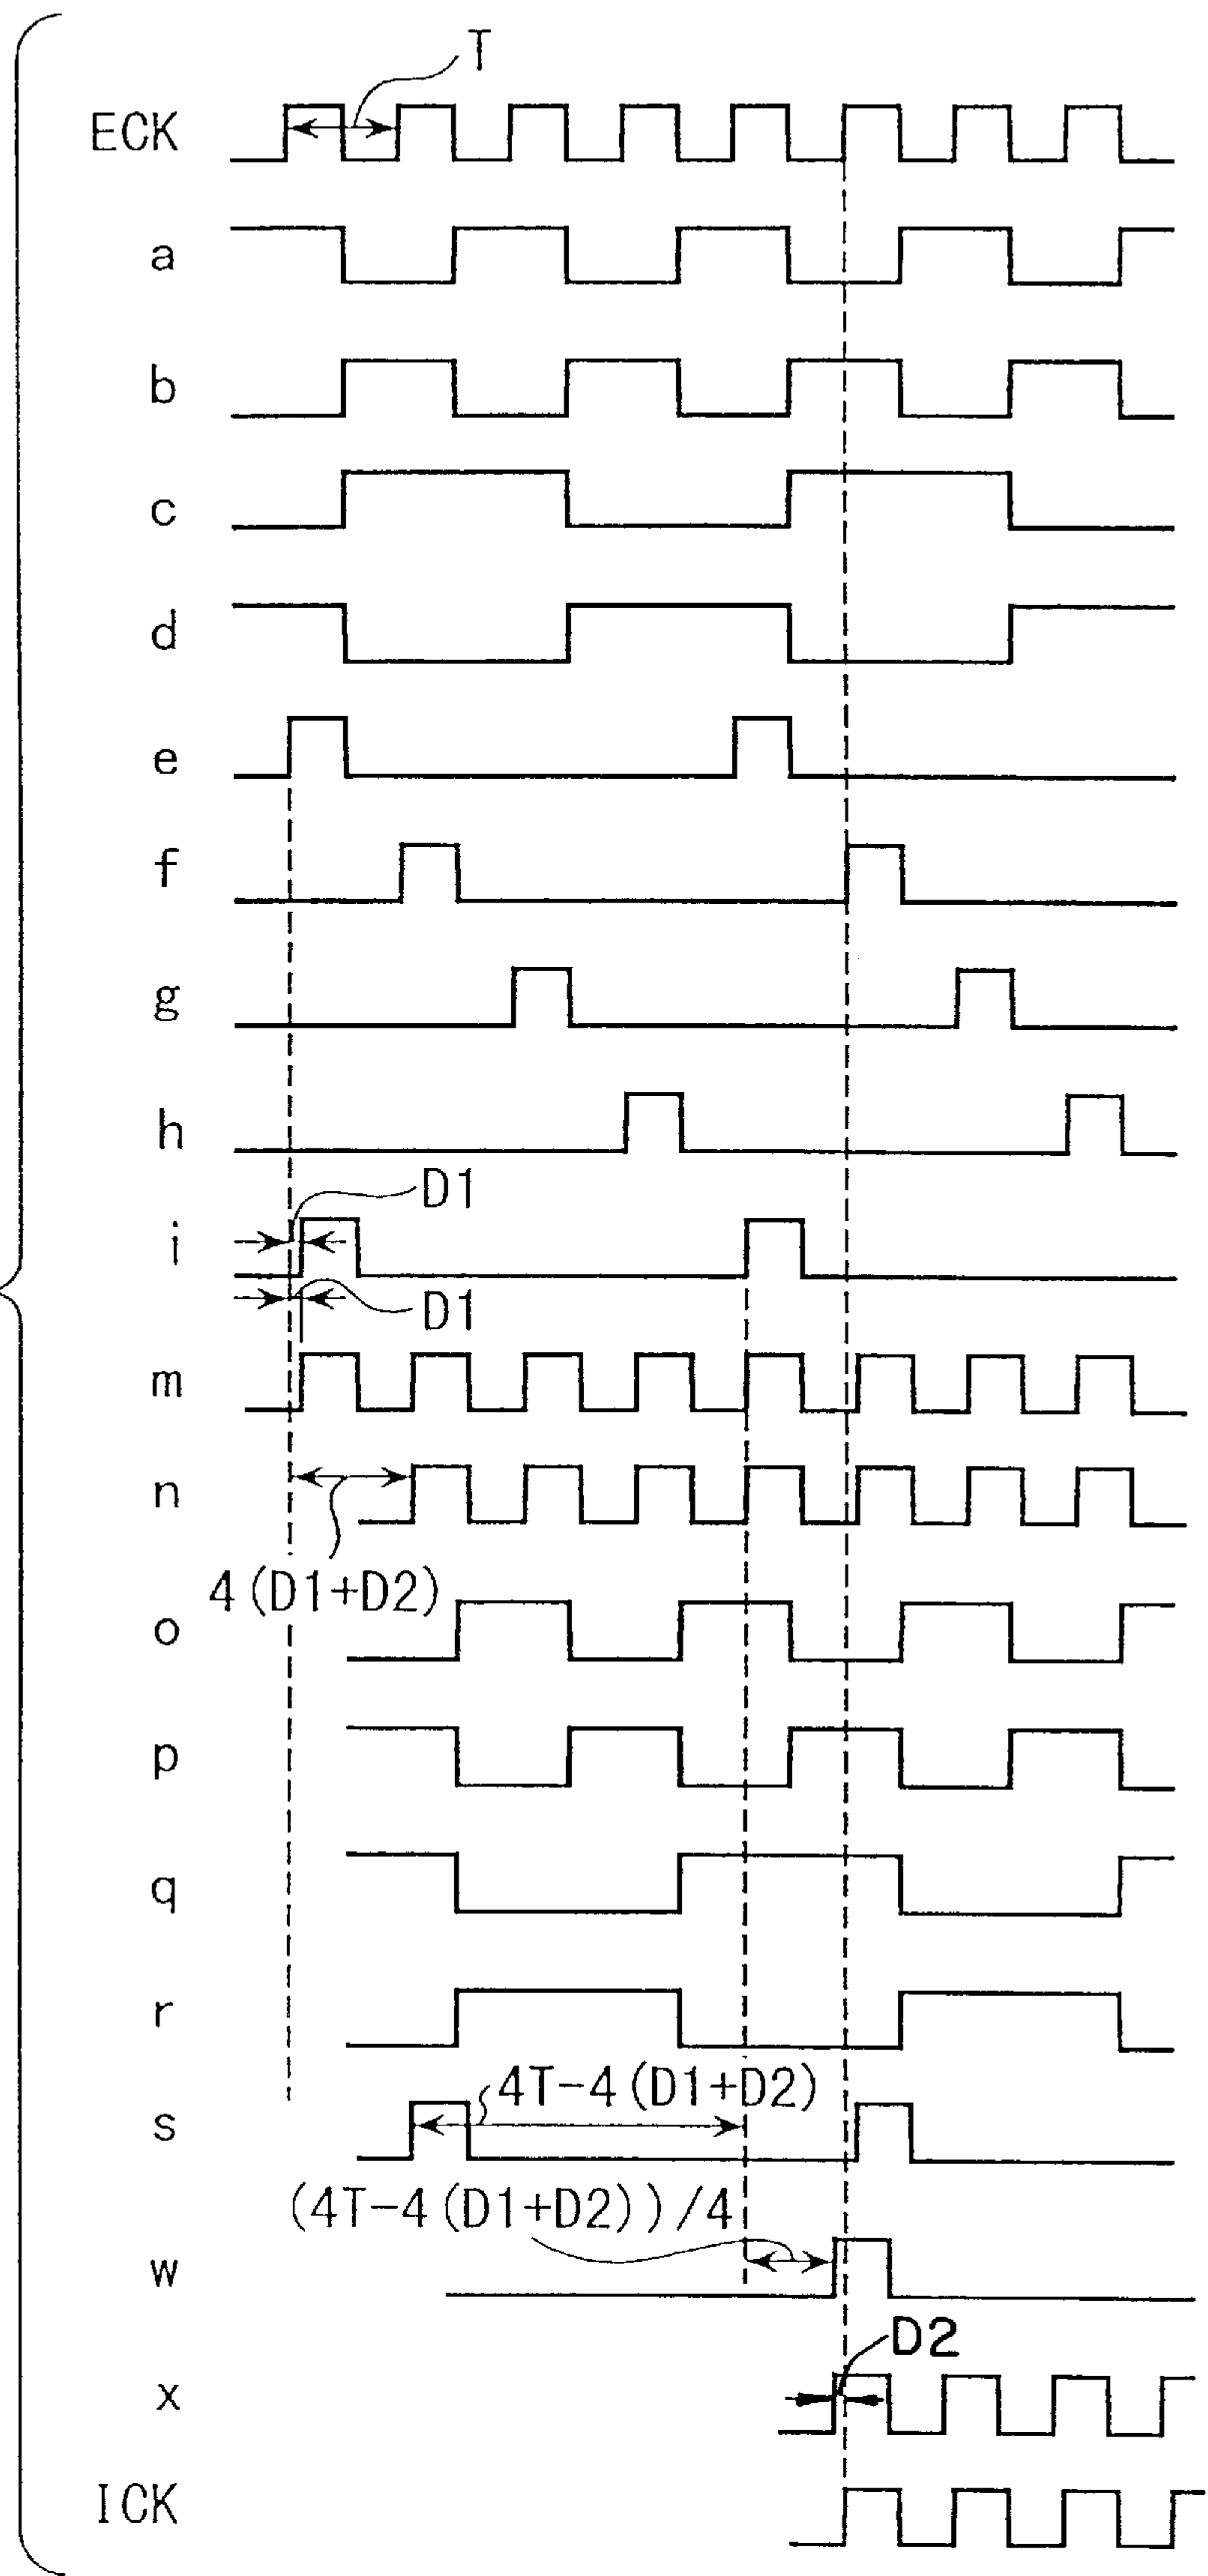 T
ECK
a
b
c
d
e
f
g
h
D1
i
D1
m
n
4(D1+D2)
o
p
q
r
4T-4(D1+D2)
s
(4T-4(D1+D2))/4
w
D2
x
ICK